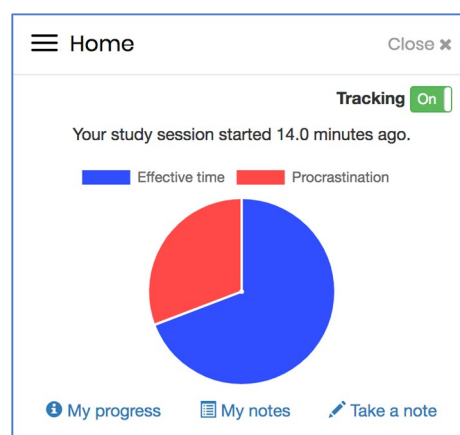 Home Close ✖
Tracking On
Your study session started 14.0 minutes ago.
Effective time Procrastination
My progress My notes Take a note